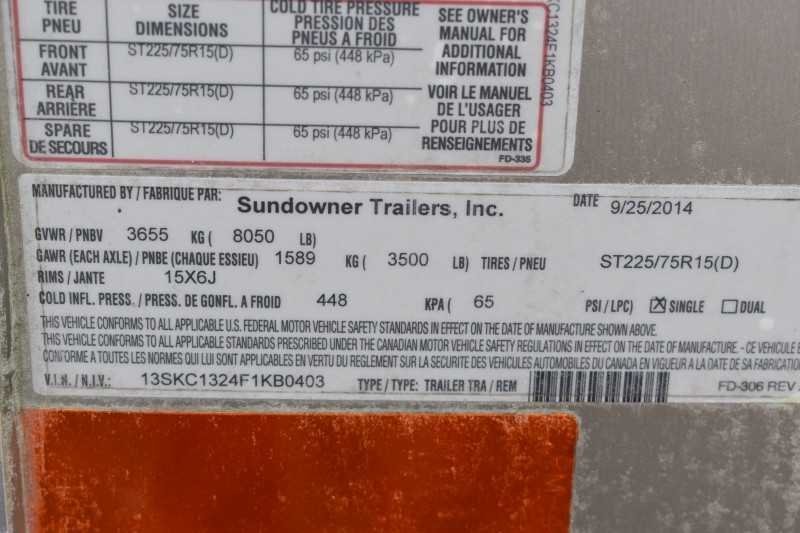 TIRE PNEU
SIZE DIMENSIONS
COLD TIRE PRESSURE PRESSION DES PNEUS A FROID
SEE OWNER'S MANUAL FOR ADDITIONAL INFORMATION
VOIR LE MANUEL DE L'USAGER POUR PLUS DE RENSEIGNEMENTS
FRONT AVANT ST225/75R15(D) 65 psi (448 kPa)
REAR ARRIÈRE ST225/75R15(D) 65 psi (448 kPa)
SPARE DE SECOURS ST225/75R15(D) 65 psi (448 kPa)
FD-335
KC1324F1KB0403
MANUFACTURED BY / FABRIQUE PAR: Sundowner Trailers, Inc. DATE 9/25/2014
GVWR / PNBV 3655 KG ( 8050 LB)
GAWR (EACH AXLE) / PNBE (CHAQUE ESSIEU) 1589 KG ( 3500 LB) TIRES / PNEU ST225/75R15(D)
RIMS / JANTE 15X6J
COLD INFL. PRESS. / PRESS. DE GONFL. A FROID 448 KPA ( 65 PSI / LPC) SINGLE DUAL
THIS VEHICLE CONFORMS TO ALL APPLICABLE U.S. FEDERAL MOTOR VEHICLE SAFETY STANDARDS IN EFFECT ON THE DATE OF MANUFACTURE SHOWN ABOVE.
THIS VEHICLE CONFORMS TO ALL APPLICABLE STANDARDS PRESCRIBED UNDER THE CANADIAN MOTOR VEHICLE SAFETY REGULATIONS IN EFFECT ON THE DATE OF MANUFACTURE. - CE VEHICULE E
CONFORME A TOUTES LES NORMES QUI LUI SONT APPLICABLES EN VERTU DU REGLEMENT SUR LA SECURITE DES VEHICULES AUTOMOBILES DU CANADA EN VIGUEUR A LA DATE DE SA FABRICATION
V.I.N. / N.I.V.: 13SKC1324F1KB0403 TYPE / TYPE: TRAILER TRA / REM FD-306 REV